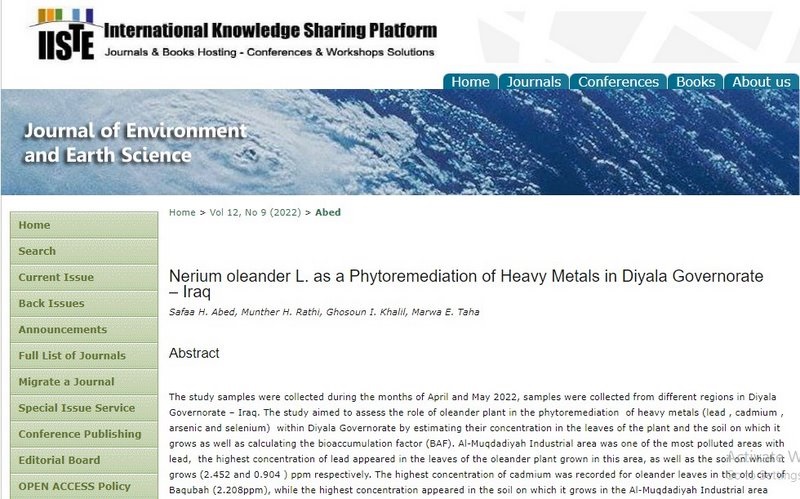 IISTE International Knowledge Sharing Platform
Journals & Books Hosting - Conferences & Workshops Solutions
Home Journals Conferences Books About us
Journal of Environment
and Earth Science
Home > Vol 12, No 9 (2022) > Abed
Home
Search
Current Issue
Back Issues
Announcements
Full List of Journals
Migrate a Journal
Special Issue Service
Conference Publishing
Editorial Board
OPEN ACCESS Policy
Nerium oleander L. as a Phytoremediation of Heavy Metals in Diyala Governorate
– Iraq
Safaa H. Abed, Munther H. Rathi, Ghosoun I. Khalil, Marwa E. Taha
Abstract
The study samples were collected during the months of April and May 2022, samples were collected from different regions in Diyala
Governorate – Iraq. The study aimed to assess the role of oleander plant in the phytoremediation of heavy metals (lead , cadmium ,
arsenic and selenium) within Diyala Governorate by estimating their concentration in the leaves of the plant and the soil on which it
grows as well as calculating the bioaccumulation factor (BAF). Al-Muqdadiyah Industrial area was one of the most polluted areas with
lead, the highest concentration of lead appeared in the leaves of the oleander plant grown in this area, as well as the soil on which it
grows (2.452 and 0.904 ) ppm respectively. The highest concentration of cadmium was recorded for oleander leaves in the old city of
Baqubah (2.208ppm), while the highest concentration appeared in the soil on which it grows in the Al-Muqdadiyah Industrial area
Activate W